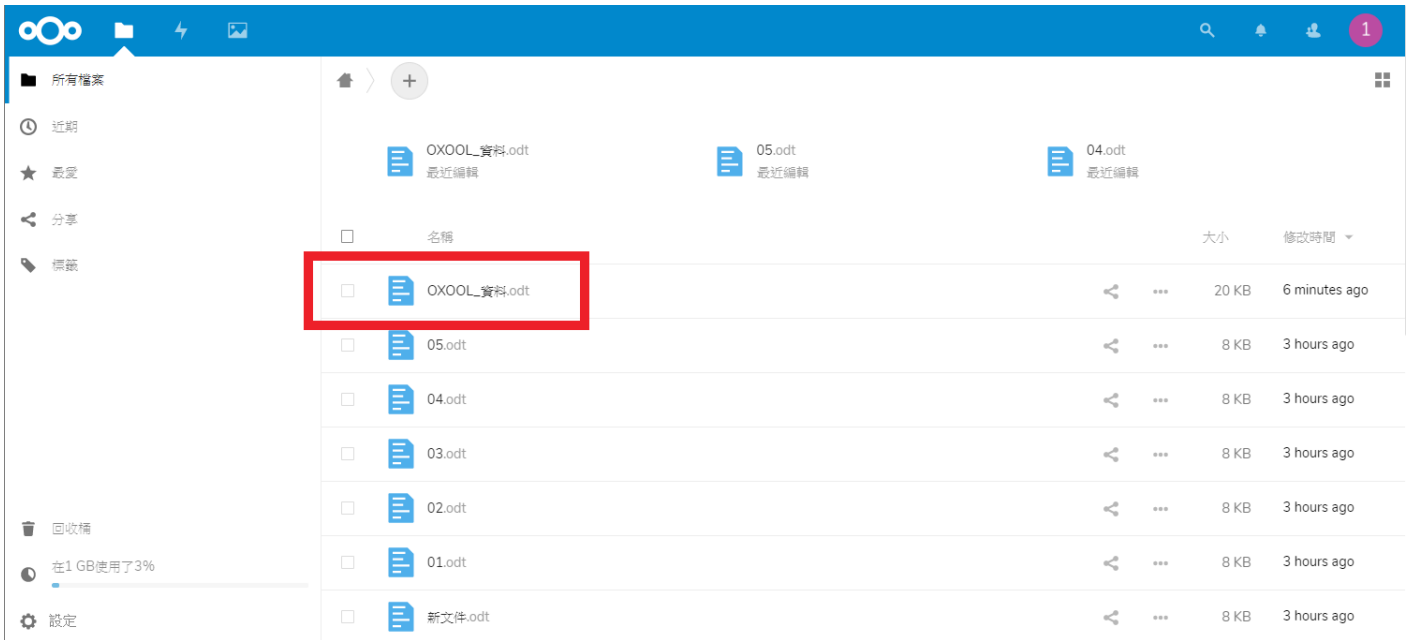 1
所有檔案
近期
最愛
分享
標籤
回收桶
在1 GB使用了3%
設定
OXOOL_資料.odt
最近編輯
05.odt
最近編輯
04.odt
最近編輯
名稱 大小 修改時間
OXOOL_資料.odt 20 KB 6 minutes ago
05.odt 8 KB 3 hours ago
04.odt 8 KB 3 hours ago
03.odt 8 KB 3 hours ago
02.odt 8 KB 3 hours ago
01.odt 8 KB 3 hours ago
新文件.odt 8 KB 3 hours ago